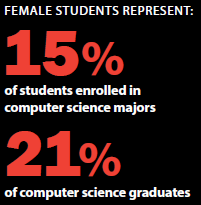 FEMALE STUDENTS REPRESENT:
15%
of students enrolled in
computer science majors
21%
of computer science graduates